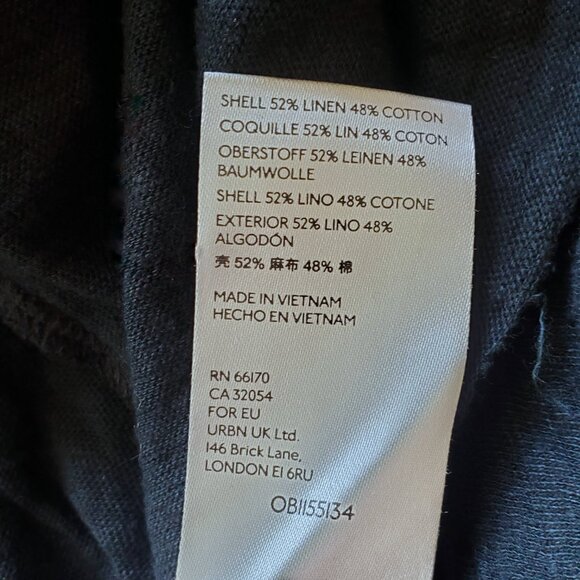 SHELL 52% LINEN 48% COTTON
COQUILLE 52% LIN 48% COTON
OBERSTOFF 52% LEINEN 48%
BAUMWOLLE
SHELL 52% LINO 48% COTONE
EXTERIOR 52% LINO 48%
ALGODÓN
壳 52% 麻布 48% 棉
MADE IN VIETNAM
HECHO EN VIETNAM
RN 66170
CA 32054
FOR EU
URBN UK Ltd.
146 Brick Lane,
LONDON E1 6RU
OB1155134